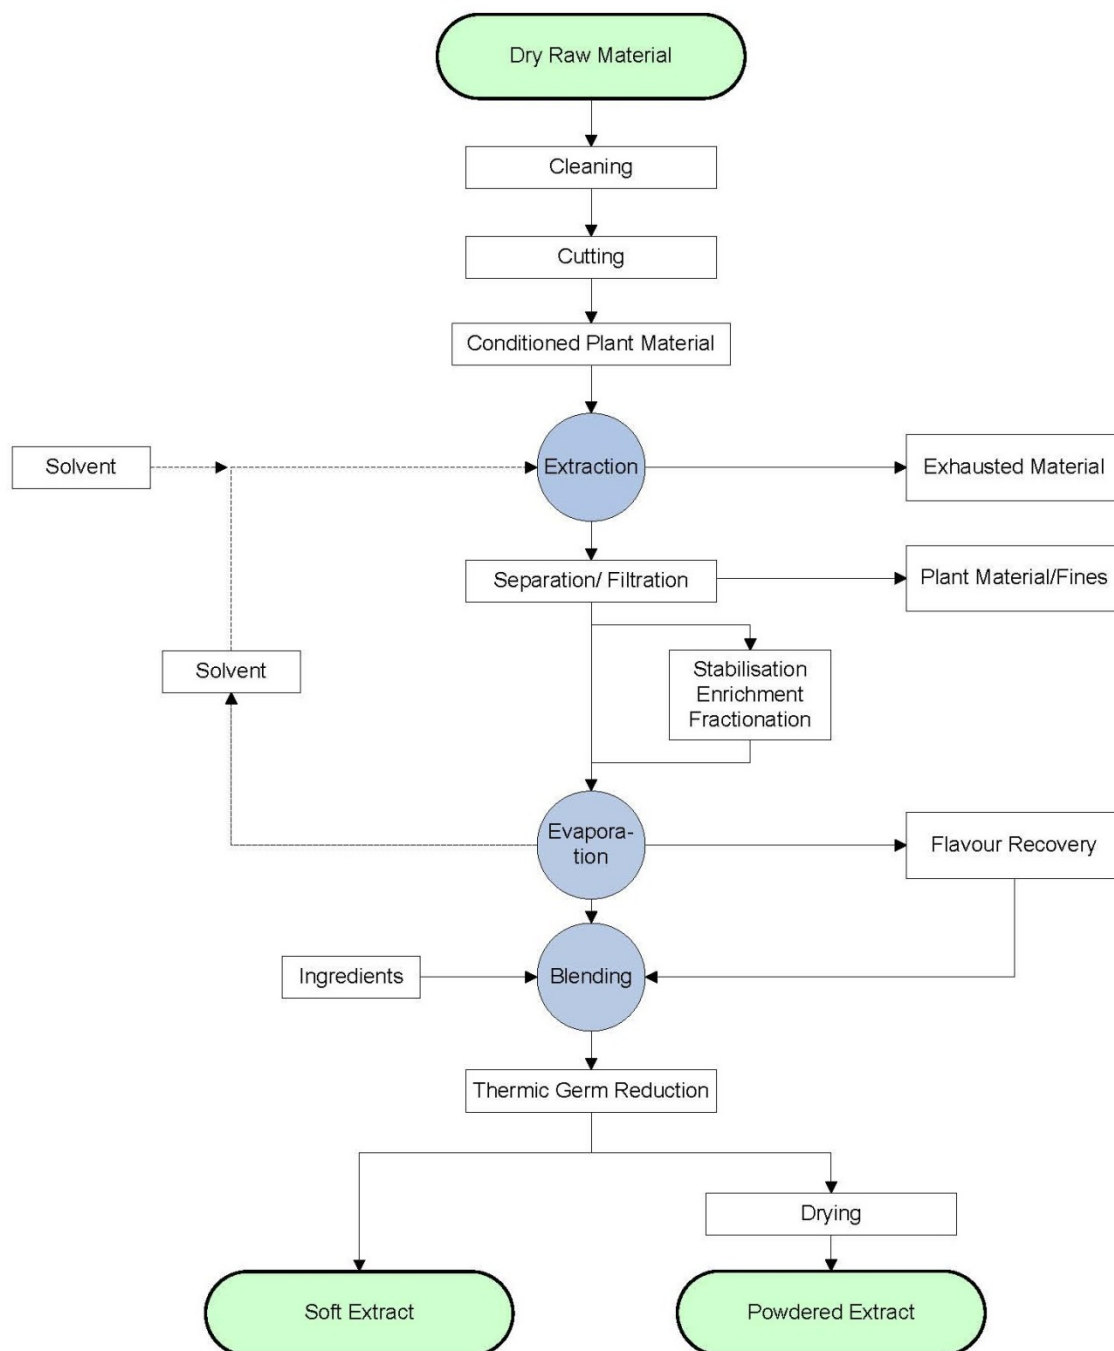 Dry Raw Material
Cleaning
Cutting
Conditioned Plant Material
Solvent
Extraction
Exhausted Material
Separation/ Filtration
Plant Material/Fines
Solvent
Stabilisation
Enrichment
Fractionation
Evapora-
tion
Flavour Recovery
Ingredients
Blending
Thermic Germ Reduction
Drying
Soft Extract
Powdered Extract